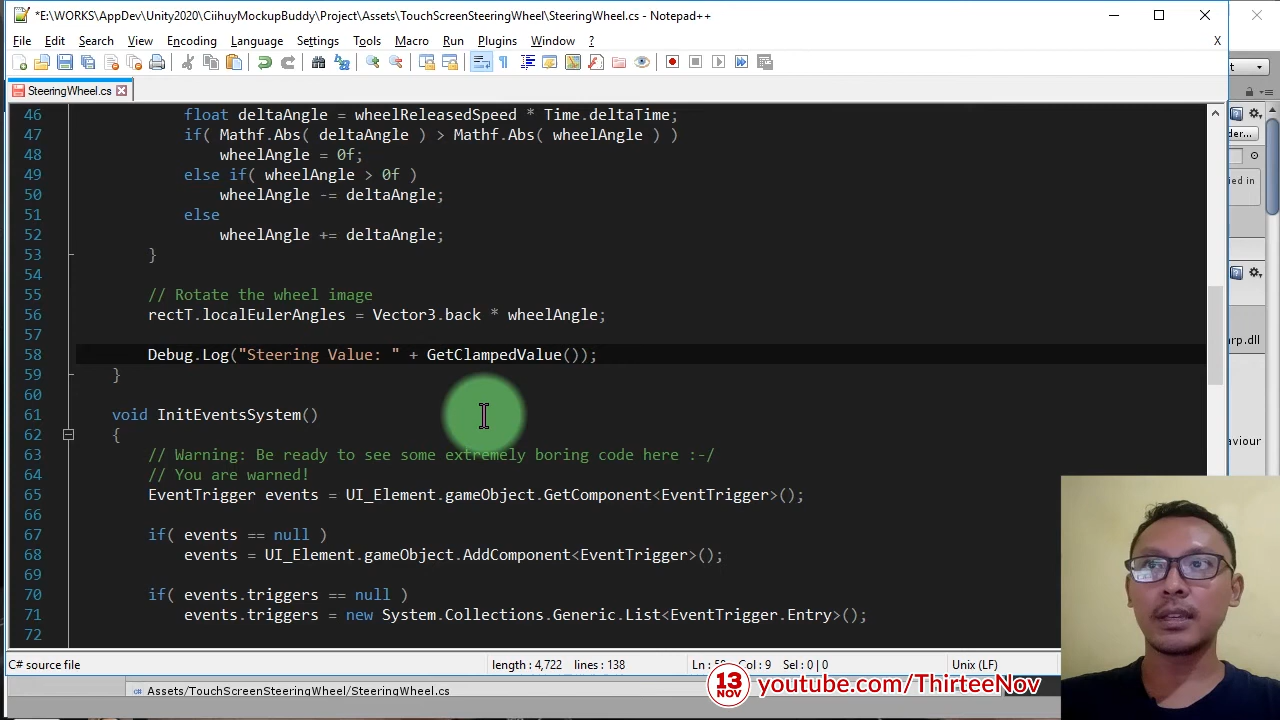 *E:\WORKS\AppDev\Unity2020\CiihuyMockupBuddy\Project\Assets\TouchScreenSteeringWheel\SteeringWheel.cs - Notepad++
File Edit Search View Encoding Language Settings Tools Macro Run Plugins Window ? X
SteeringWheel.cs
46 float deltaAngle = wheelReleasedSpeed * Time.deltaTime;
47 if( Mathf.Abs( deltaAngle ) > Mathf.Abs( wheelAngle ) )
48 wheelAngle = 0f;
49 else if( wheelAngle > 0f )
50 wheelAngle -= deltaAngle;
51 else
52 wheelAngle += deltaAngle;
53 }
54
55 // Rotate the wheel image
56 rectT.localEulerAngles = Vector3.back * wheelAngle;
57
58 Debug.Log("Steering Value: " + GetClampedValue());
59 }
60
61 void InitEventsSystem()
62 {
63 // Warning: Be ready to see some extremely boring code here :-/
64 // You are warned!
65 EventTrigger events = UI_Element.gameObject.GetComponent<EventTrigger>();
66
67 if( events == null )
68 events = UI_Element.gameObject.AddComponent<EventTrigger>();
69
70 if( events.triggers == null )
71 events.triggers = new System.Collections.Generic.List<EventTrigger.Entry>();
72
C# source file length : 4,722 lines : 138 Col : 9 Sel : 0 | 0 Unix (LF)
Assets/TouchScreenSteeringWheel/SteeringWheel.cs
13 NOV youtube.com/ThirteeNov